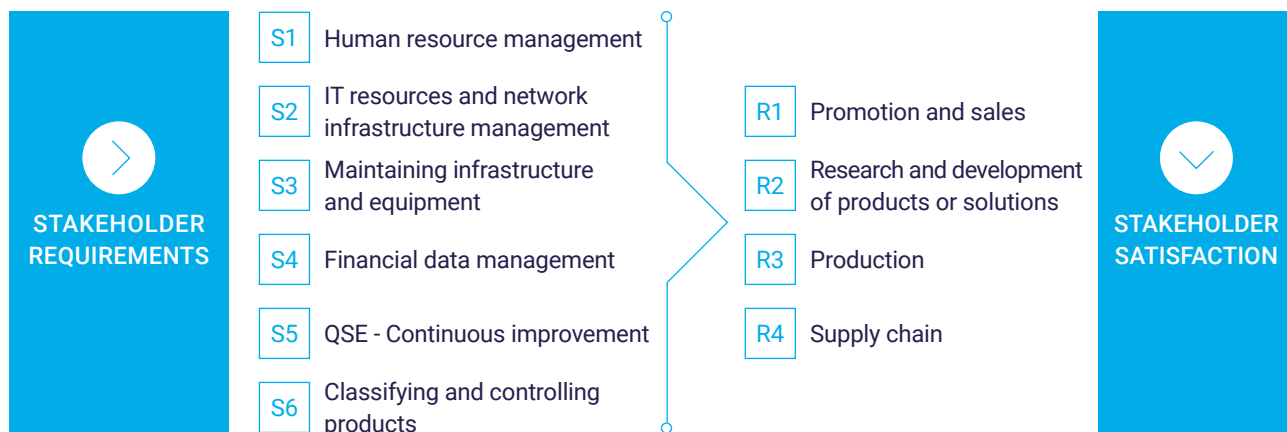 STAKEHOLDER
REQUIREMENTS
S1
Human resource management
S2
IT resources and network
infrastructure management
S3
Maintaining infrastructure
and equipment
S4
Financial data management
S5
QSE - Continuous improvement
S6
Classifying and controlling
products
R1
Promotion and sales
R2
Research and development
of products or solutions
R3
Production
R4
Supply chain
STAKEHOLDER
SATISFACTION